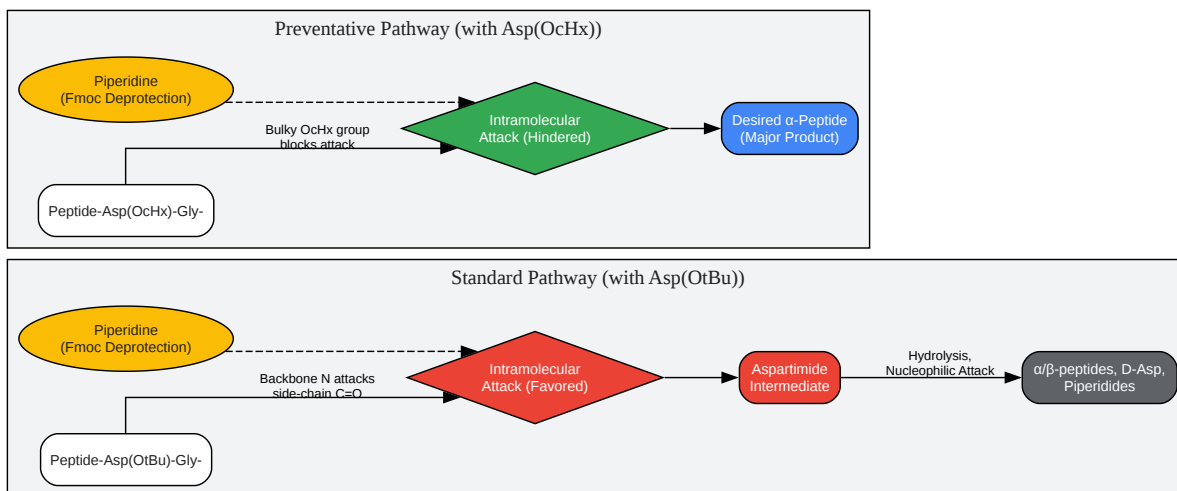 Preventative Pathway (with Asp(OcHx))
Piperidine
(Fmoc Deprotection)
Bulky OcHx group
blocks attack
Peptide-Asp(OcHx)-Gly-
Intramolecular
Attack (Hindered)
Desired α-Peptide
(Major Product)
Standard Pathway (with Asp(OtBu))
Piperidine
(Fmoc Deprotection)
Backbone N attacks
side-chain C=O
Peptide-Asp(OtBu)-Gly-
Intramolecular
Attack (Favored)
Aspartimide
Intermediate
Hydrolysis,
Nucleophilic Attack
α/β-peptides, D-Asp,
Piperidides